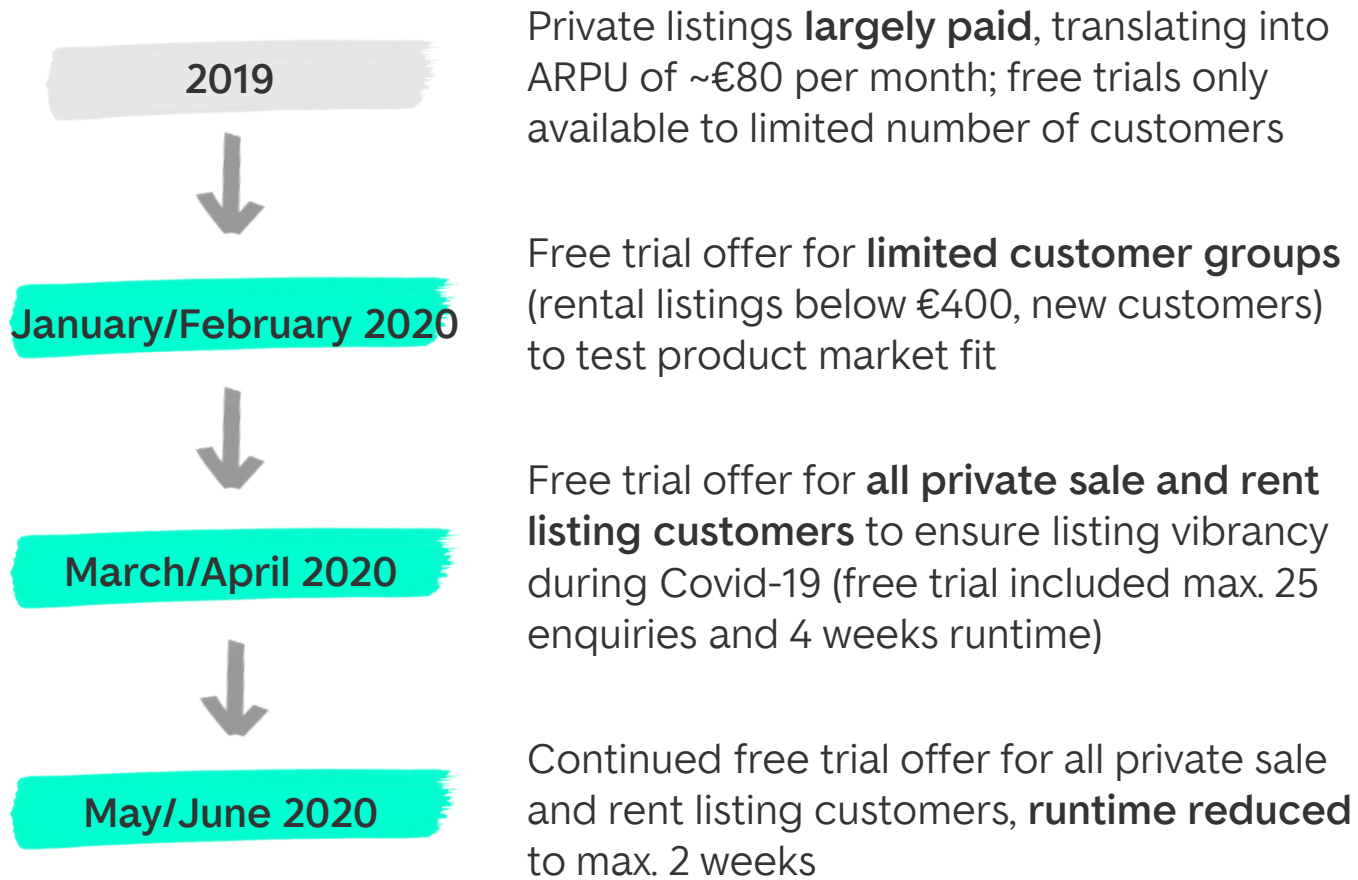 2019
Private listings largely paid, translating into
ARPU of ~€80 per month; free trials only
available to limited number of customers
January/February 2020
Free trial offer for limited customer groups
(rental listings below €400, new customers)
to test product market fit
March/April 2020
Free trial offer for all private sale and rent
listing customers to ensure listing vibrancy
during Covid-19 (free trial included max. 25
enquiries and 4 weeks runtime)
May/June 2020
Continued free trial offer for all private sale
and rent listing customers, runtime reduced
to max. 2 weeks